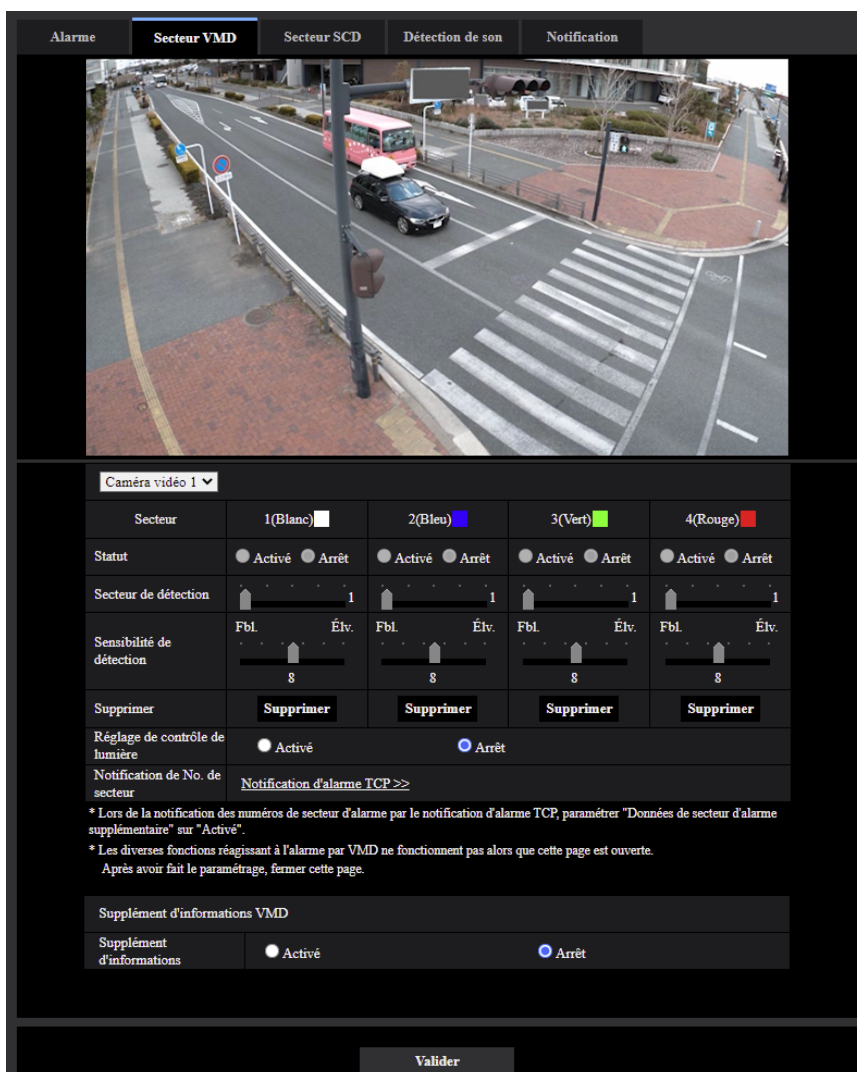 Alarme Secteur VMD Secteur SCD Détection de son Notification
Caméra vidéo 1
Secteur 1(Blanc) 2(Bleu) 3(Vert) 4(Rouge)
Statut Activé Arrêt Activé Arrêt Activé Arrêt Activé Arrêt
Secteur de détection 1 1 1 1
Fbl. Élv. Fbl. Élv. Fbl. Élv. Fbl. Élv.
Sensibilité de
détection
8 8 8 8
Supprimer Supprimer Supprimer Supprimer Supprimer
Réglage de contrôle de
lumière Activé Arrêt
Notification de No. de
secteur Notification d'alarme TCP >>
* Lors de la notification des numéros de secteur d'alarme par le notification d'alarme TCP, paramétrer "Données de secteur d'alarme
supplémentaire" sur "Activé".
* Les diverses fonctions réagissant à l'alarme par VMD ne fonctionnent pas alors que cette page est ouverte.
Après avoir fait le paramétrage, fermer cette page.
Supplément d'informations VMD
Supplément
d'informations Activé Arrêt
Valider